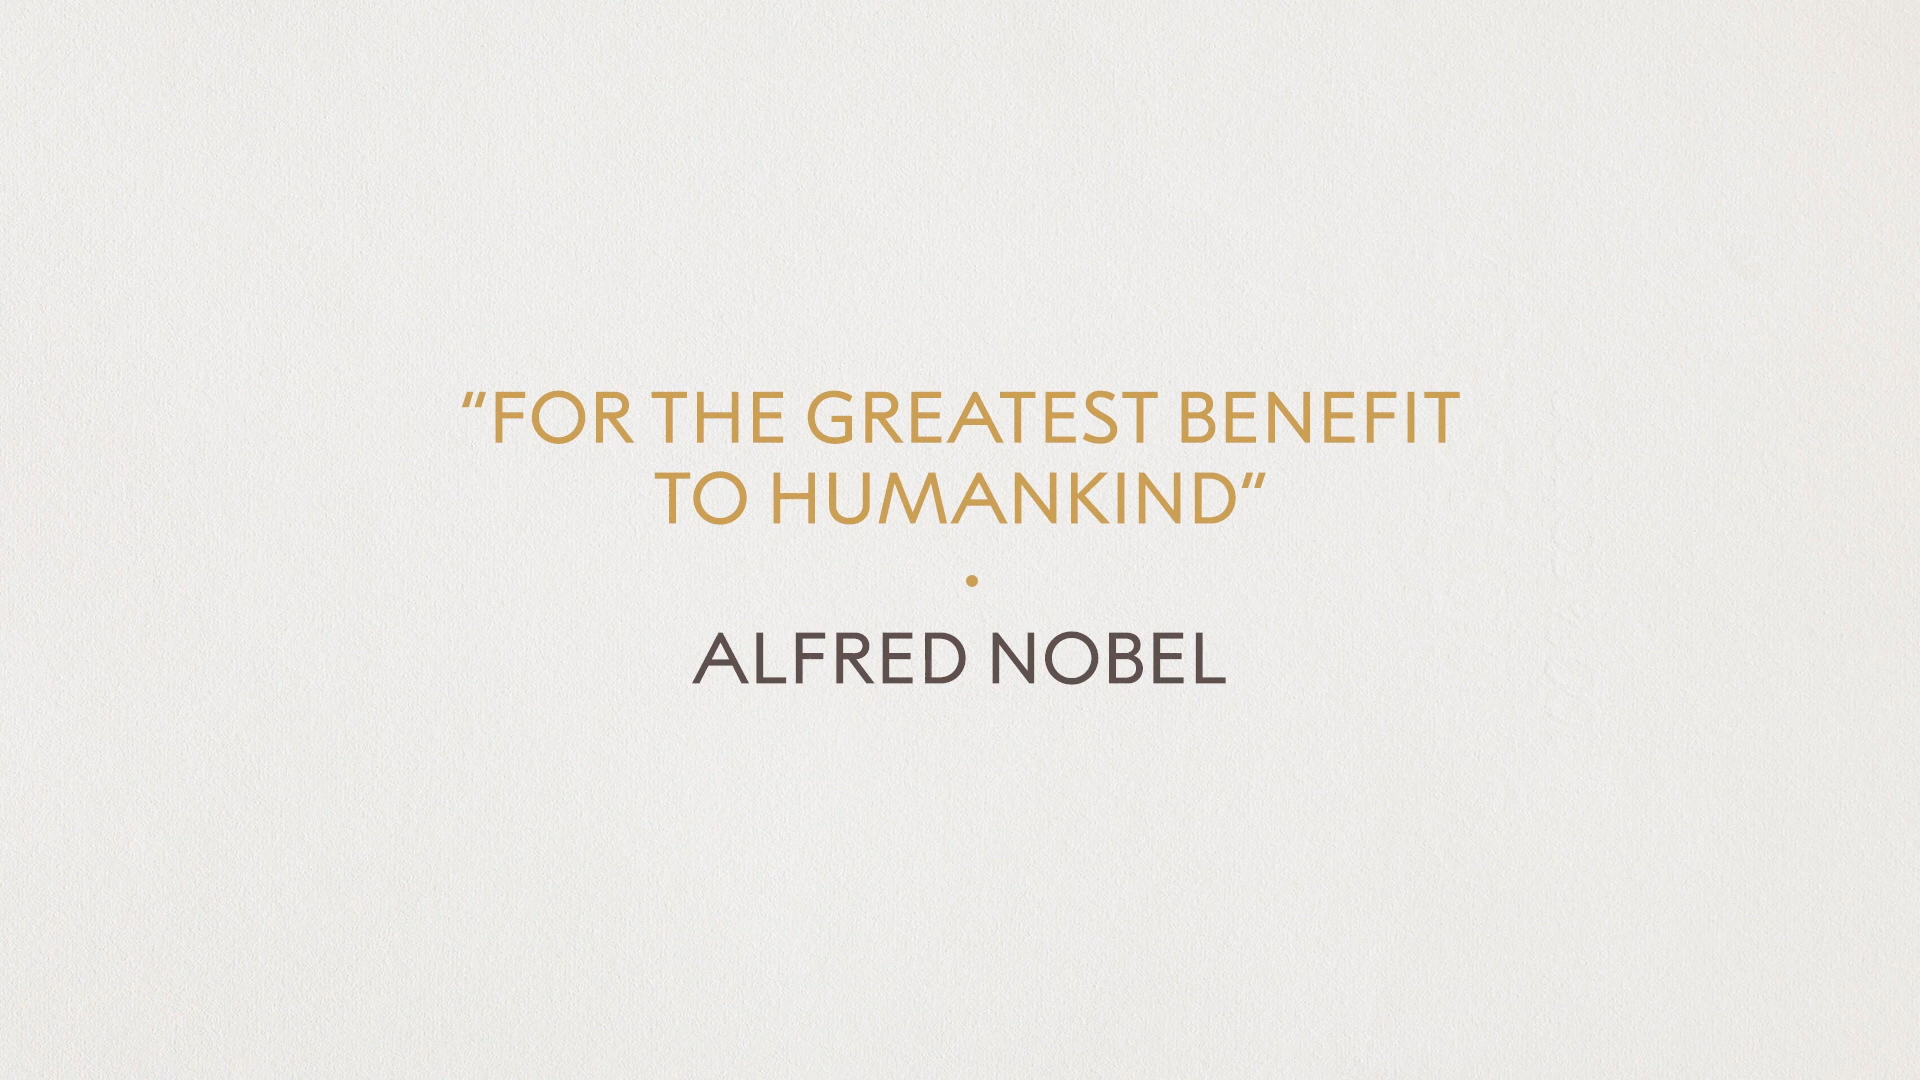 "FOR THE GREATEST BENEFIT
TO HUMANKIND"
•
ALFRED NOBEL